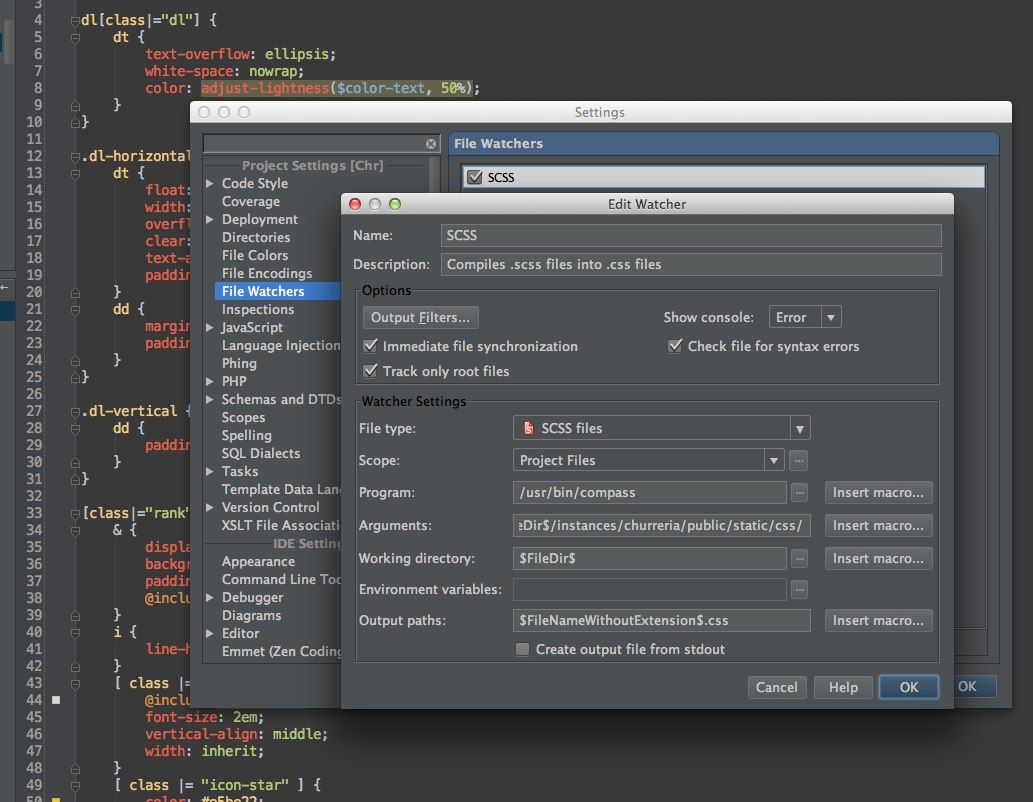 3
4 dl[class|="dl"] {
5 dt {
6 text-overflow: ellipsis;
7 white-space: nowrap;
8 color: adjust-lightness($color-text, 50%);
9 }
10 }
11
12 .dl-horizontal
13 dt {
14 float:
15 width:
16 overfl
17 clear:
18 text-a
19 paddin
20 }
21 dd {
22 margin
23 paddin
24 }
25 }
26
27 .dl-vertical {
28 dd {
29 paddin
30 }
31 }
32
33 [class|="rank"
34 & {
35 displa
36 backgr
37 paddin
38 @inclu
39 }
40 i {
41 line-h
42 }
43 [ class |=
44 @inclu
45 font-size: 2em;
46 vertical-align: middle;
47 width: inherit;
48 }
49 [ class |= "icon-star" ] {
50 color: #e5be22;
Settings
Project Settings [Chr]
Code Style
Coverage
Deployment
Directories
File Colors
File Encodings
File Watchers
Inspections
JavaScript
Language Injection
Phing
PHP
Schemas and DTDs
Scopes
Spelling
SQL Dialects
Tasks
Template Data Lan
Version Control
XSLT File Associati
IDE Setting
Appearance
Command Line Too
Debugger
Diagrams
Editor
Emmet (Zen Coding
File Watchers
SCSS
Edit Watcher
Name: SCSS
Description: Compiles .scss files into .css files
Options
Output Filters... Show console: Error
Immediate file synchronization Check file for syntax errors
Track only root files
Watcher Settings
File type: SCSS files
Scope: Project Files ...
Program: /usr/bin/compass ... Insert macro...
Arguments: eDir$/instances/churreria/public/static/css/ Insert macro...
Working directory: $FileDir$ ... Insert macro...
Environment variables: ...
Output paths: $FileNameWithoutExtension$.css Insert macro...
Create output file from stdout
Cancel Help OK OK